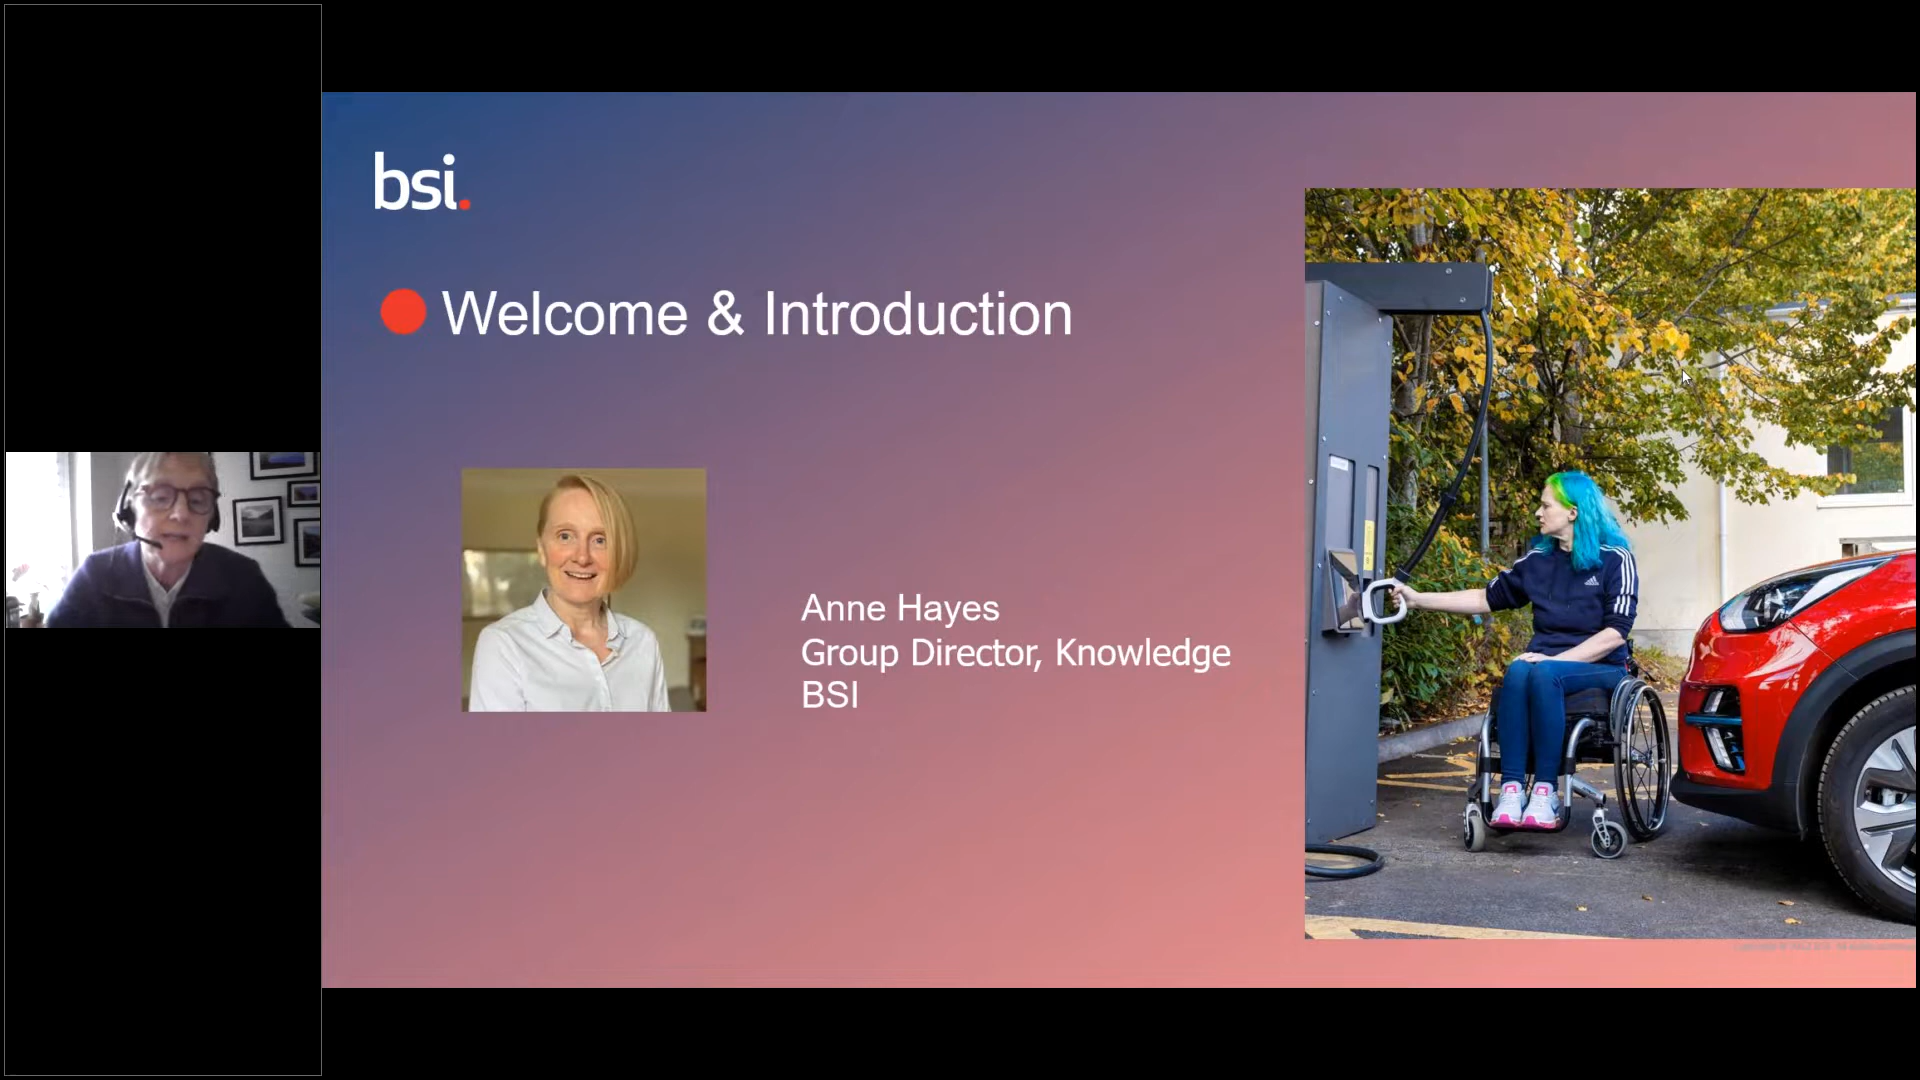 bsi.
Welcome & Introduction
Anne Hayes
Group Director, Knowledge
BSI